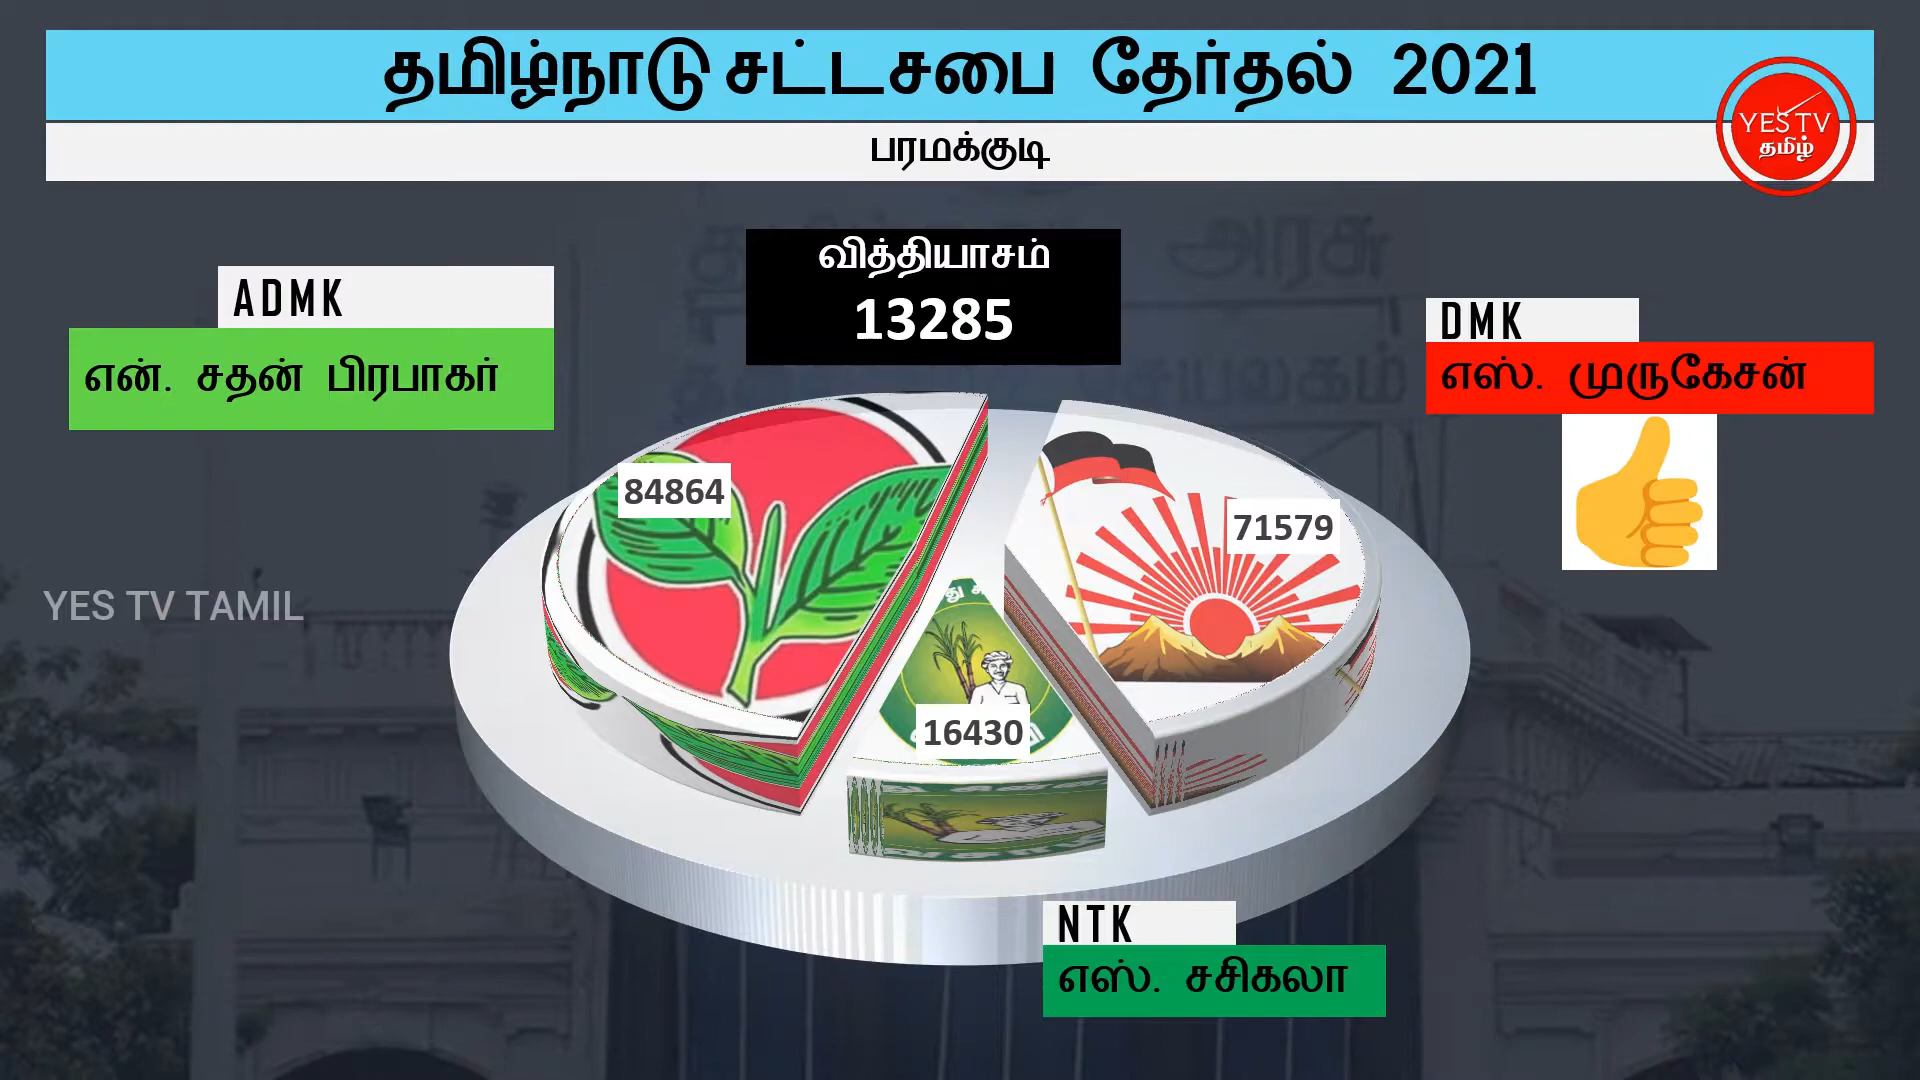 தமிழ்நாடு சட்டசபை தேர்தல் 2021
பரமக்குடி
YES TV
தமிழ்
வித்தியாசம்
13285
ADMK
என். சதன் பிரபாகர்
DMK
எஸ். முருகேசன்
84864
71579
16430
YES TV TAMIL
NTK
எஸ். சசிகலா
அரசு